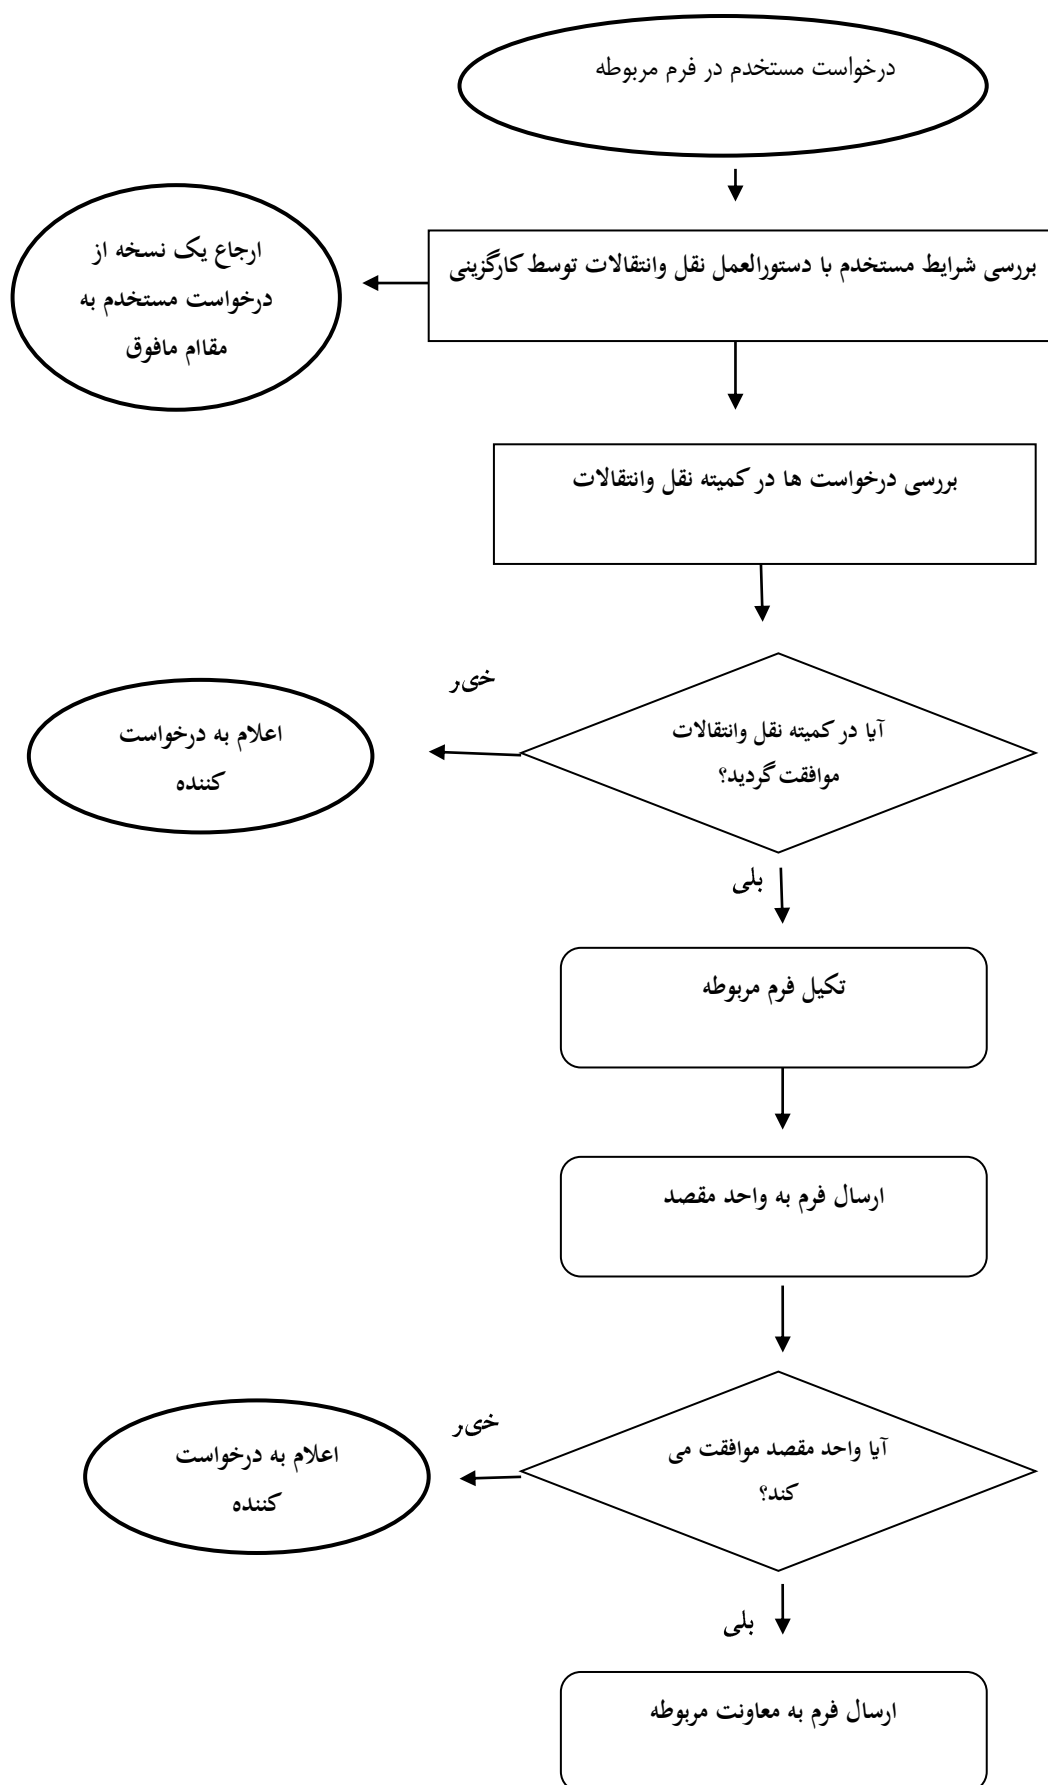 درخواست مستخدم در فرم مربوطه
بررسی شرایط مستخدم با دستورالعمل نقل وانتقالات توسط کارگزینی
ارجاع یک نسخه از
درخواست مستخدم به
مقاام مافوق
بررسی درخواست ها در کمیته نقل وانتقالات
آیا در کمیته نقل وانتقالات
موافقت گردید؟
خیر
اعلام به درخواست
کننده
بلی
تکیل فرم مربوطه
ارسال فرم به واحد مقصد
آیا واحد مقصد موافقت می
کند؟
خیر
اعلام به درخواست
کننده
بلی
ارسال فرم به معاونت مربوطه